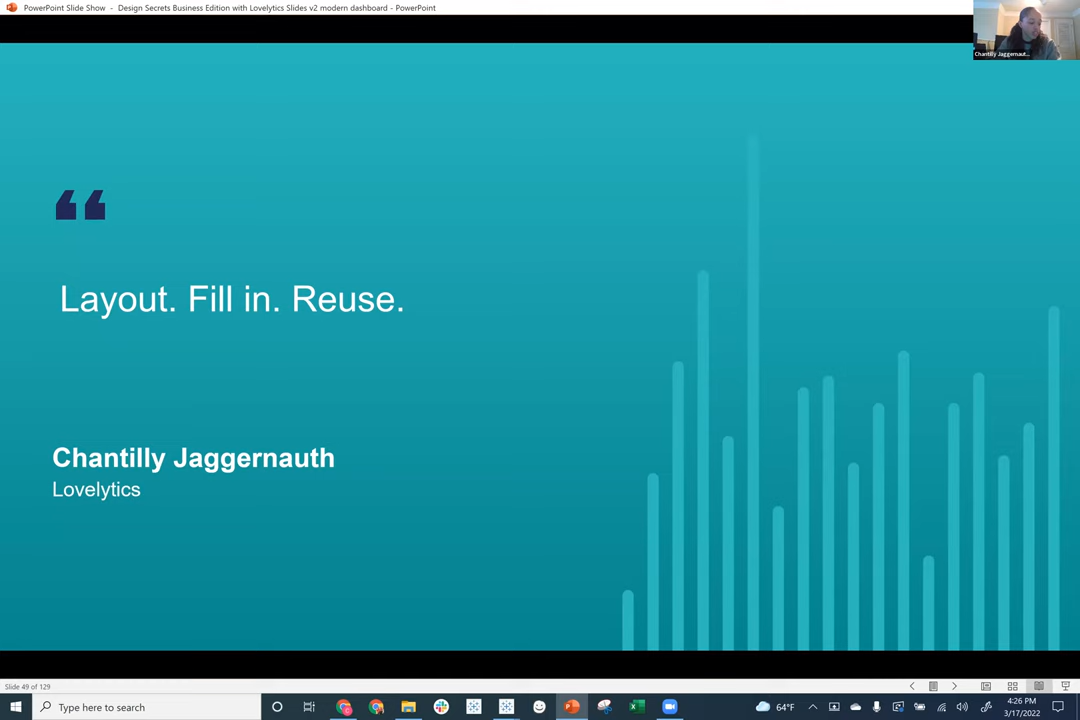 PowerPoint Slide Show - Design Secrets Business Edition with Lovelytics Slides v2 modern dashboard - PowerPoint
Chantilly Jaggernaut...
“
Layout. Fill in. Reuse.
Chantilly Jaggernauth
Lovelytics
Slide 49 of 129
Type here to search
64°F
4:26 PM
3/17/2022